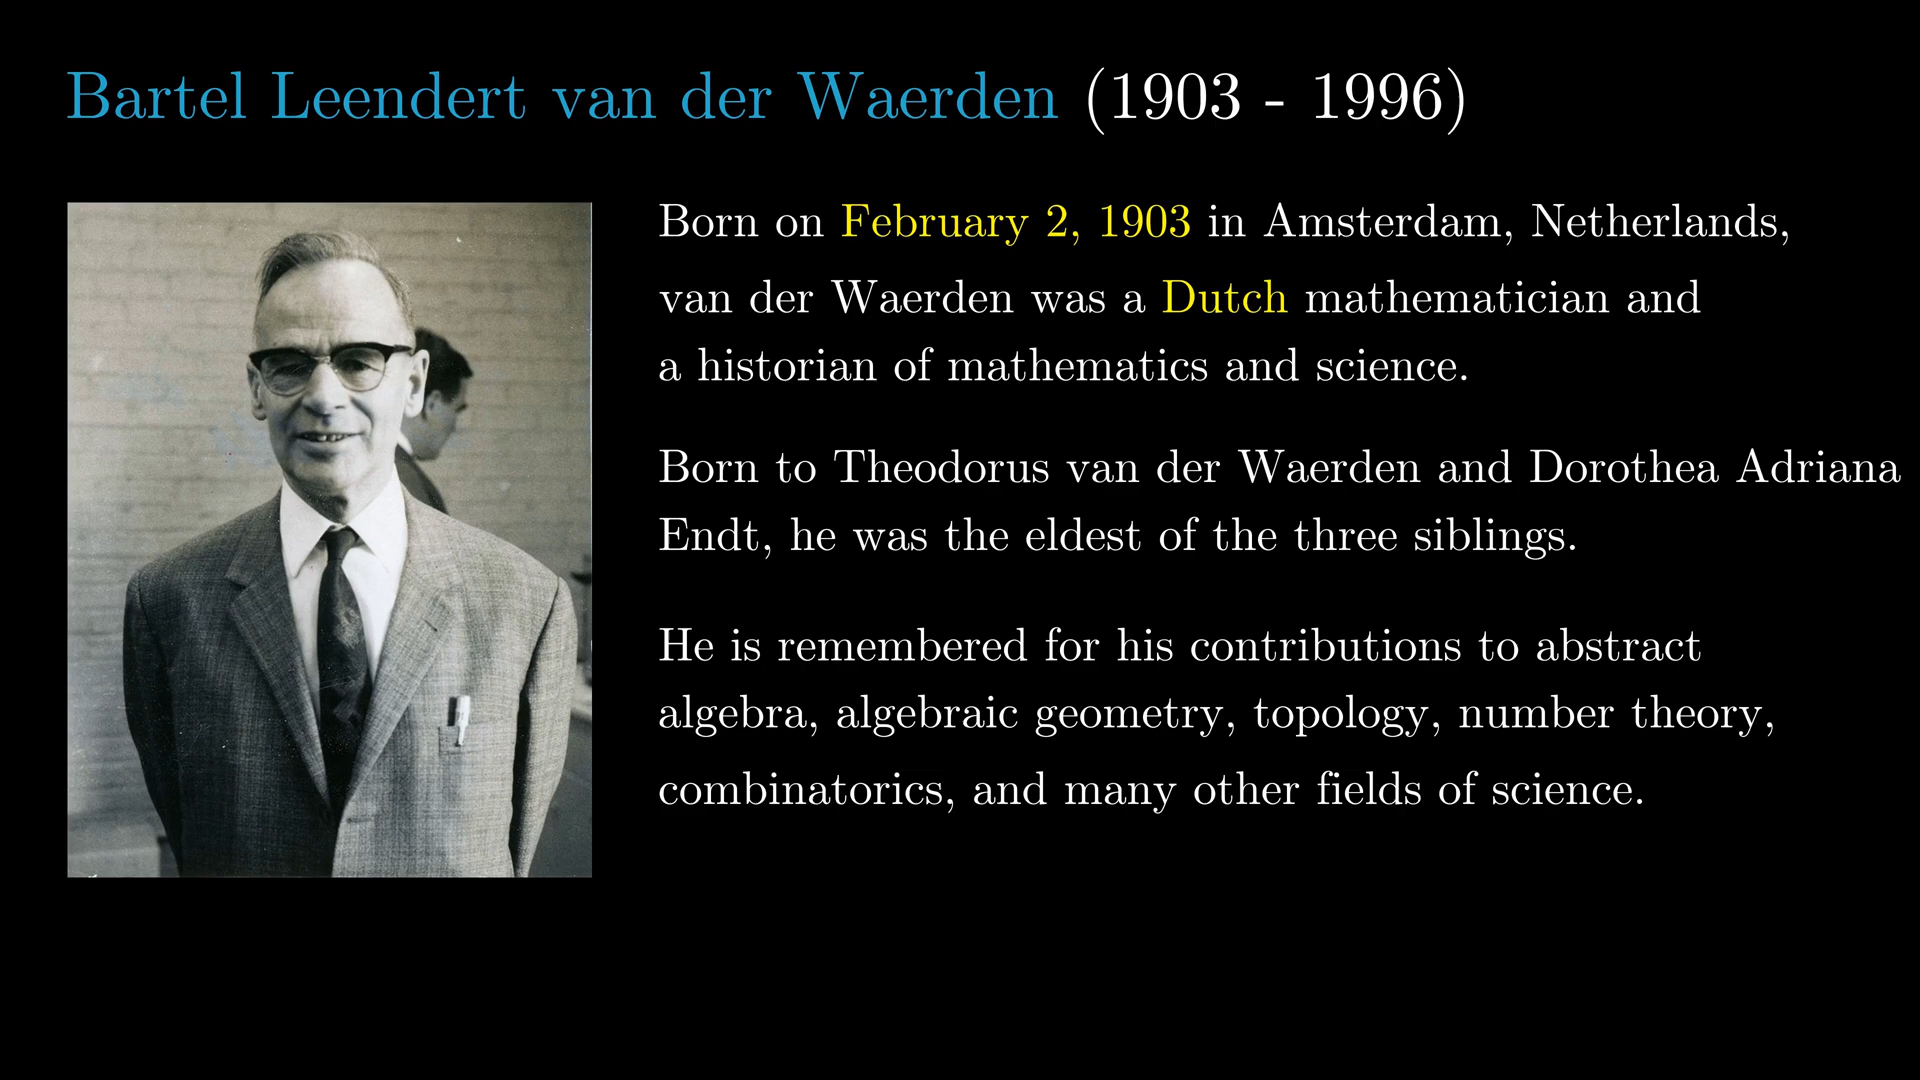 Bartel Leendert van der Waerden (1903 - 1996)
Born on February 2, 1903 in Amsterdam, Netherlands,
van der Waerden was a Dutch mathematician and
a historian of mathematics and science.
Born to Theodorus van der Waerden and Dorothea Adriana
Endt, he was the eldest of the three siblings.
He is remembered for his contributions to abstract
algebra, algebraic geometry, topology, number theory,
combinatorics, and many other fields of science.